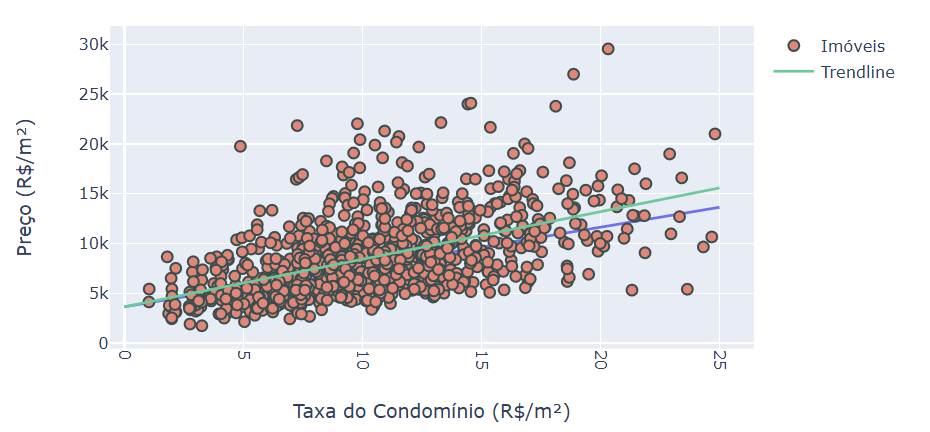 Imóveis
Trendline
30k
25k
20k
15k
10k
5k
0
Preço (R$/m²)
0
5
10
15
20
25
Taxa do Condomínio (R$/m²)